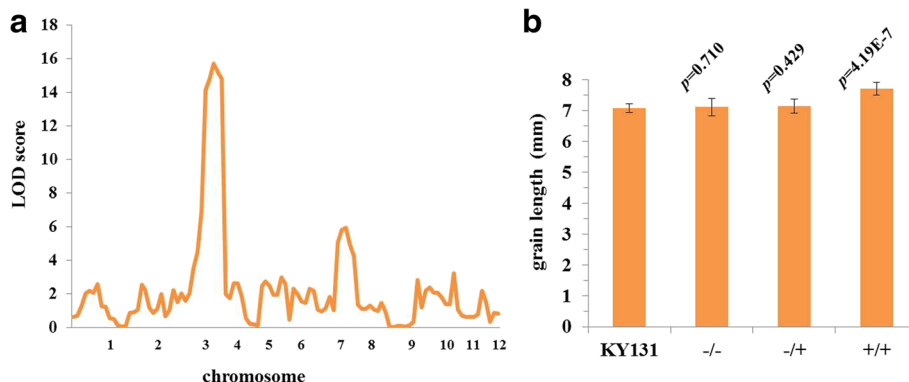 a
18
16
14
12
10
8
6
4
2
0
LOD score
1 2 3 4 5 6 7 8 9 10 11 12
chromosome
b
p=0.710
p=0.429
p=4.19E-7
8
7
6
5
4
3
2
1
0
grain length (mm)
KY131 -/- -/+ +/+